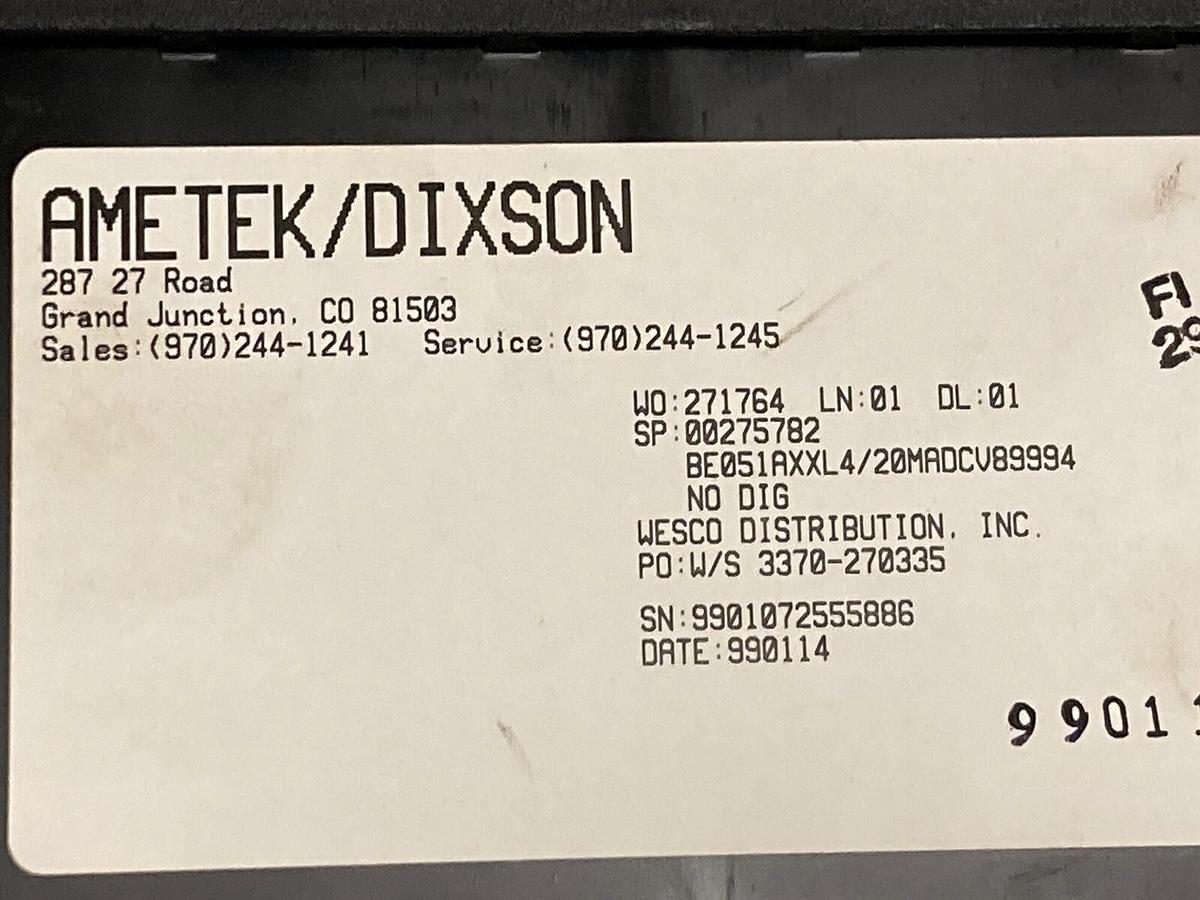 AMETEK/DIXSON
287 27 Road
Grand Junction, CO 81503
Sales:(970)244-1241 Service:(970)244-1245
WO:271764 LN:01 DL:01
SP:00275782
BE051AXXL4/20MADCV89994
NO DIG
WESCO DISTRIBUTION, INC.
PO:W/S 3370-270335
SN:9901072555886
DATE:990114
9901